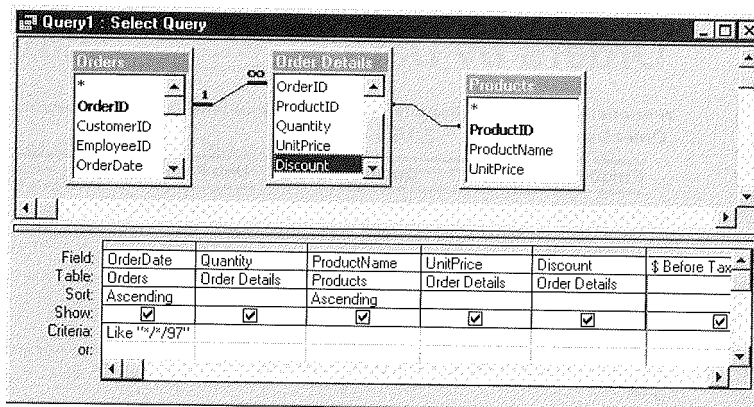 Query1 : Select Query
Orders
*
OrderID
CustomerID
EmployeeID
OrderDate
1
∞
Order Details
OrderID
ProductID
Quantity
UnitPrice
Discount
Products
*
ProductID
ProductName
UnitPrice
Field: OrderDate Quantity ProductName UnitPrice Discount $ Before Tax
Table: Orders Order Details Products Order Details Order Details
Sort: Ascending Ascending
Show:
Criteria: Like "*/*/97"
or: